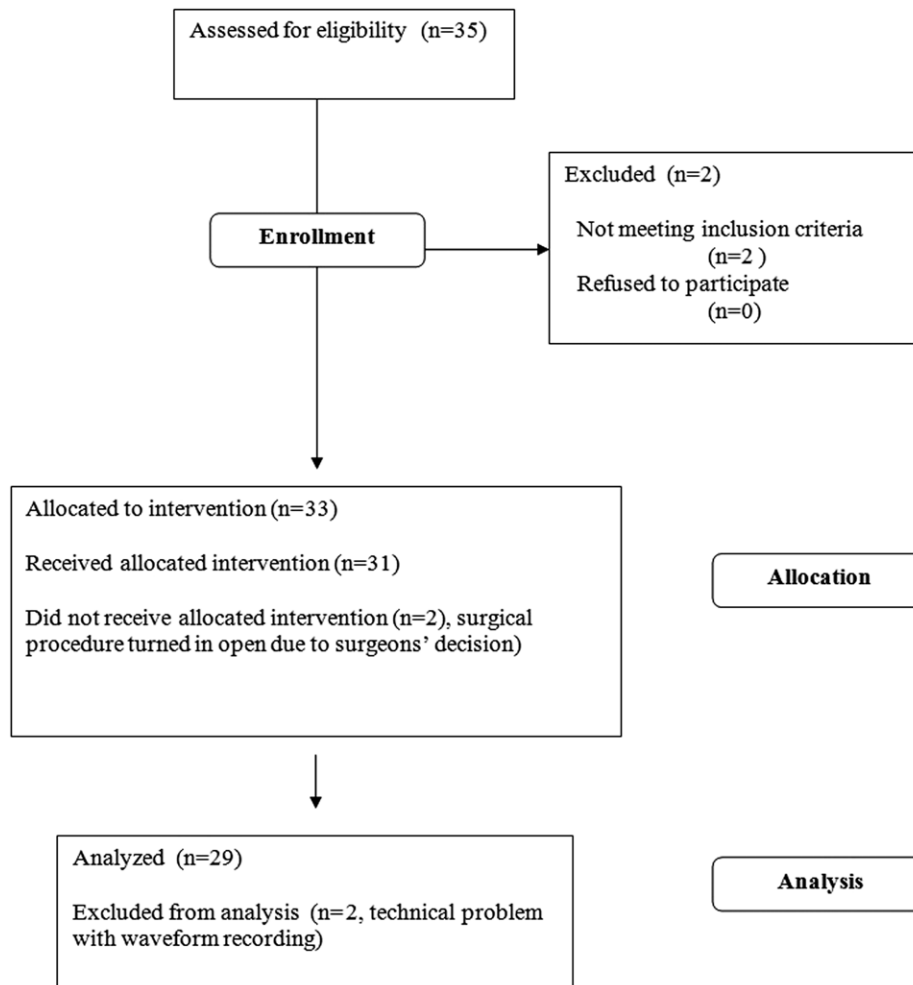 Assessed for eligibility (n=35)
Excluded (n=2)
Not meeting inclusion criteria
(n=2 )
Refused to participate
(n=0)
Enrollment
Allocated to intervention (n=33)
Received allocated intervention (n=31)
Did not receive allocated intervention (n=2), surgical
procedure turned in open due to surgeons’ decision)
Allocation
Analyzed (n=29)
Excluded from analysis (n=2, technical problem
with waveform recording)
Analysis